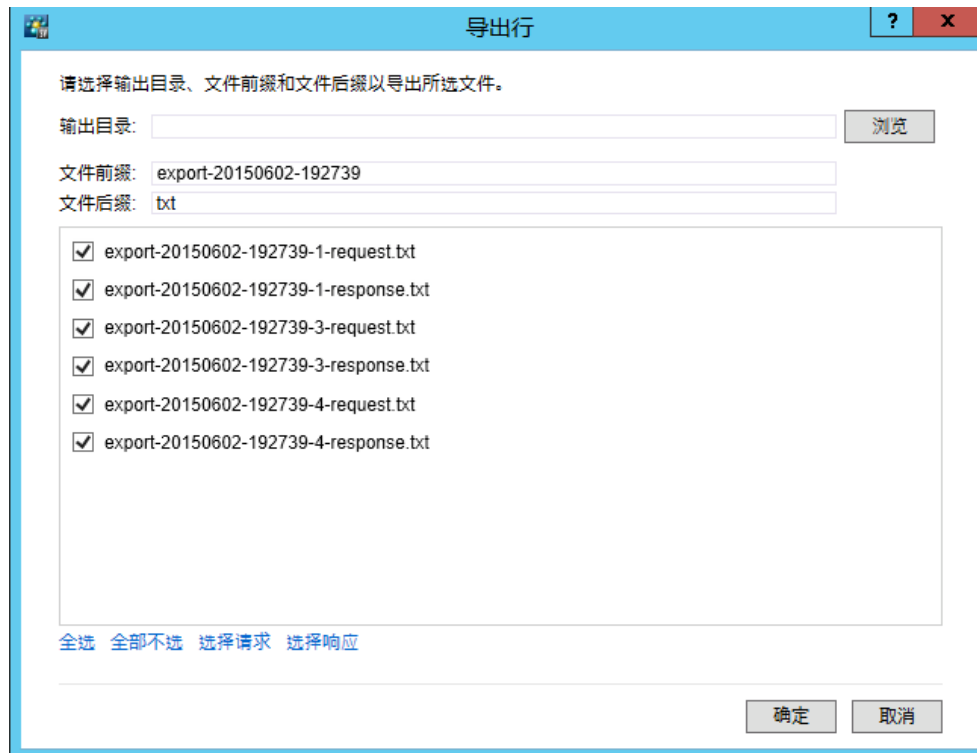 导出行
?
x
请选择输出目录、文件前缀和文件后缀以导出所选文件。
输出目录: 浏览
文件前缀: export-20150602-192739
文件后缀: txt
export-20150602-192739-1-request.txt
export-20150602-192739-1-response.txt
export-20150602-192739-3-request.txt
export-20150602-192739-3-response.txt
export-20150602-192739-4-request.txt
export-20150602-192739-4-response.txt
全选 全部不选 选择请求 选择响应
确定 取消